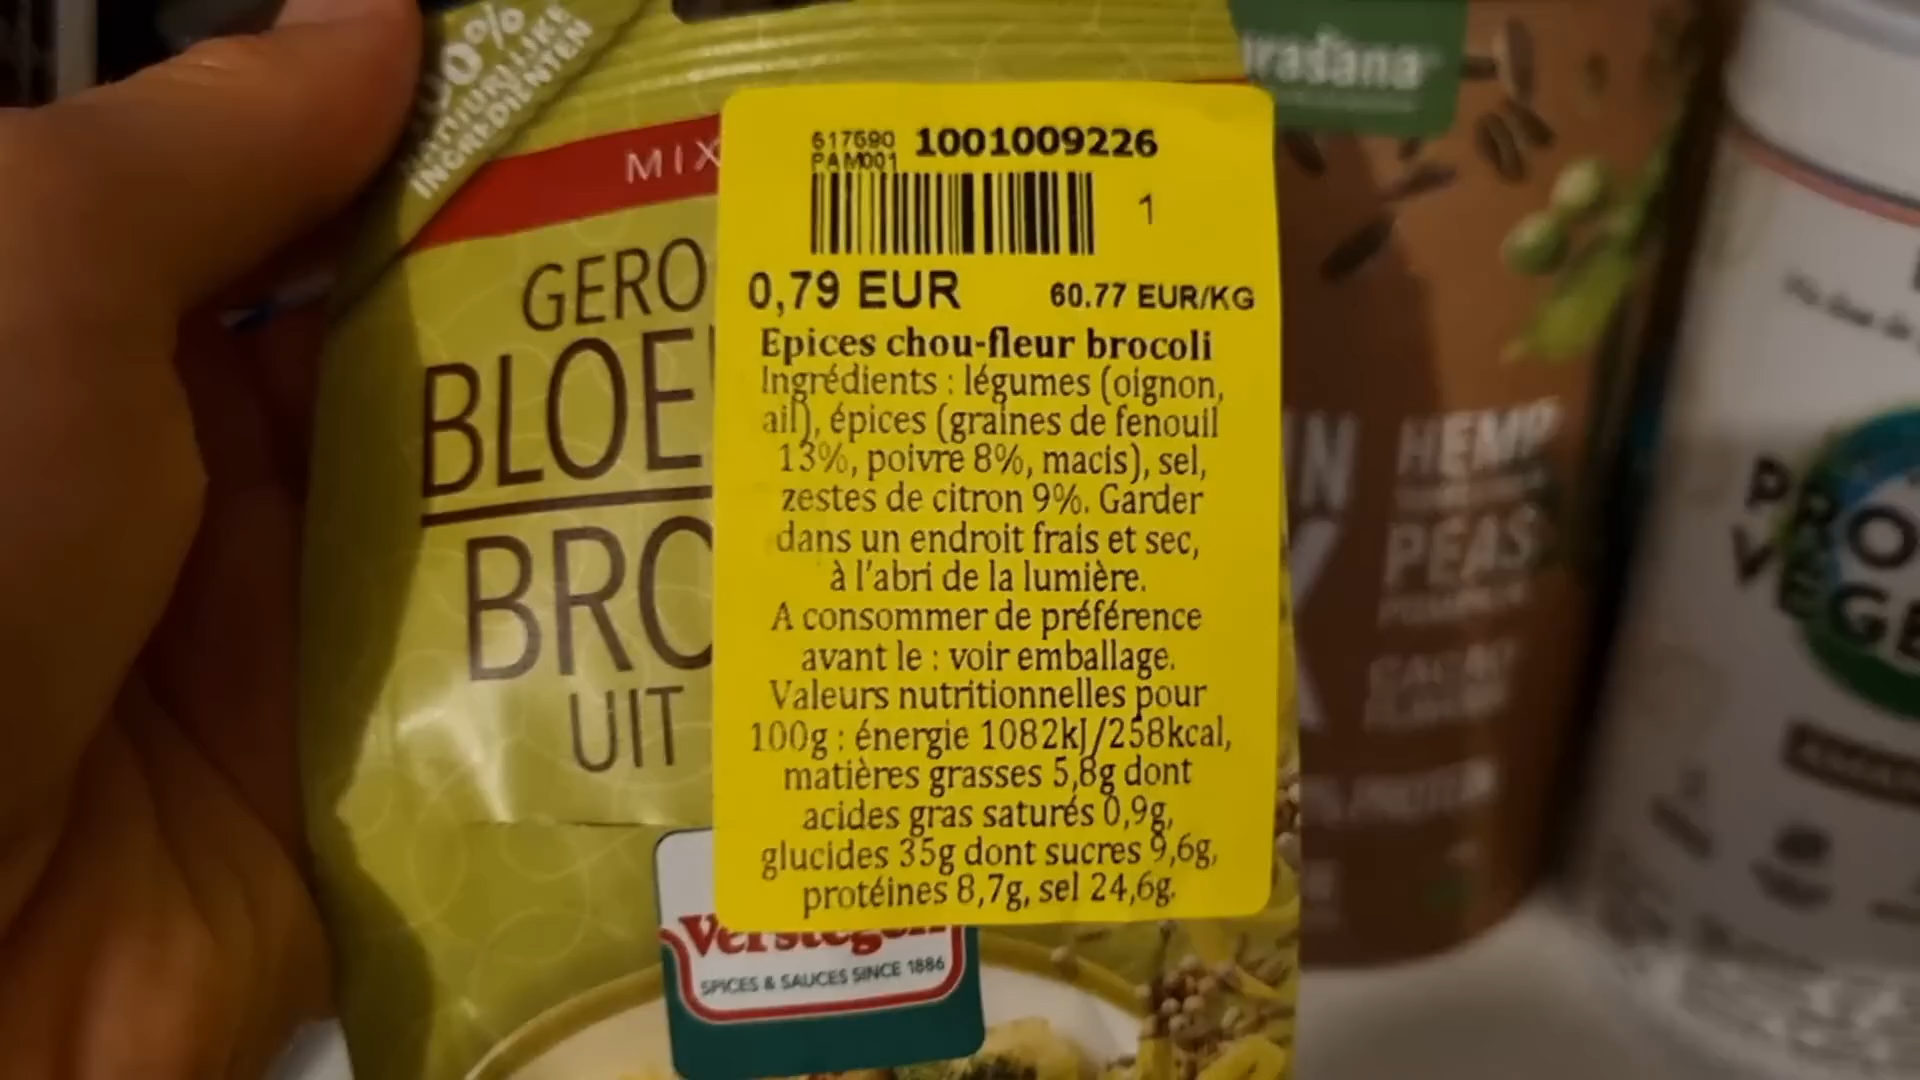 INGREDIENTEN
MIX
GERO
BLOE
BRO
UIT
617690 1001009226
PAM001
1
0,79 EUR 60.77 EUR/KG
Epices chou-fleur brocoli
Ingrédients : légumes (oignon,
ail), épices (graines de fenouil
13%, poivre 8%, macis), sel,
zestes de citron 9%. Garder
dans un endroit frais et sec,
à l'abri de la lumière.
A consommer de préférence
avant le : voir emballage.
Valeurs nutritionnelles pour
100g : énergie 1082kJ/258kcal,
matières grasses 5,8g dont
acides gras saturés 0,9g,
glucides 35g dont sucres 9,6g,
protéines 8,7g, sel 24,6g.
Verstegen
SPICES & SAUCES SINCE 1886
HEMP
PEAS
PRO
VEGE